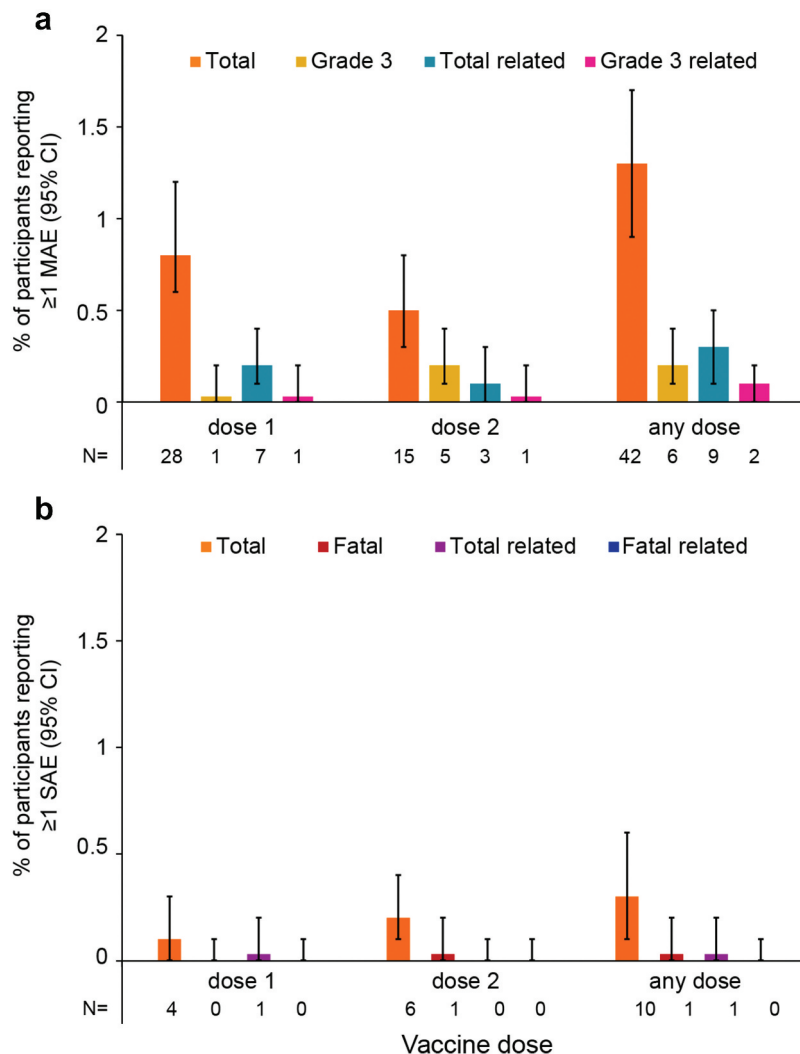 a
% of participants reporting
≥1 MAE (95% CI)
2
1.5
1
0.5
0
Total Grade 3 Total related Grade 3 related
dose 1 dose 2 any dose
N= 28 1 7 1 15 5 3 1 42 6 9 2
b
% of participants reporting
≥1 SAE (95% CI)
2
1.5
1
0.5
0
Total Fatal Total related Fatal related
dose 1 dose 2 any dose
N= 4 0 1 0 6 1 0 0 10 1 1 0
Vaccine dose